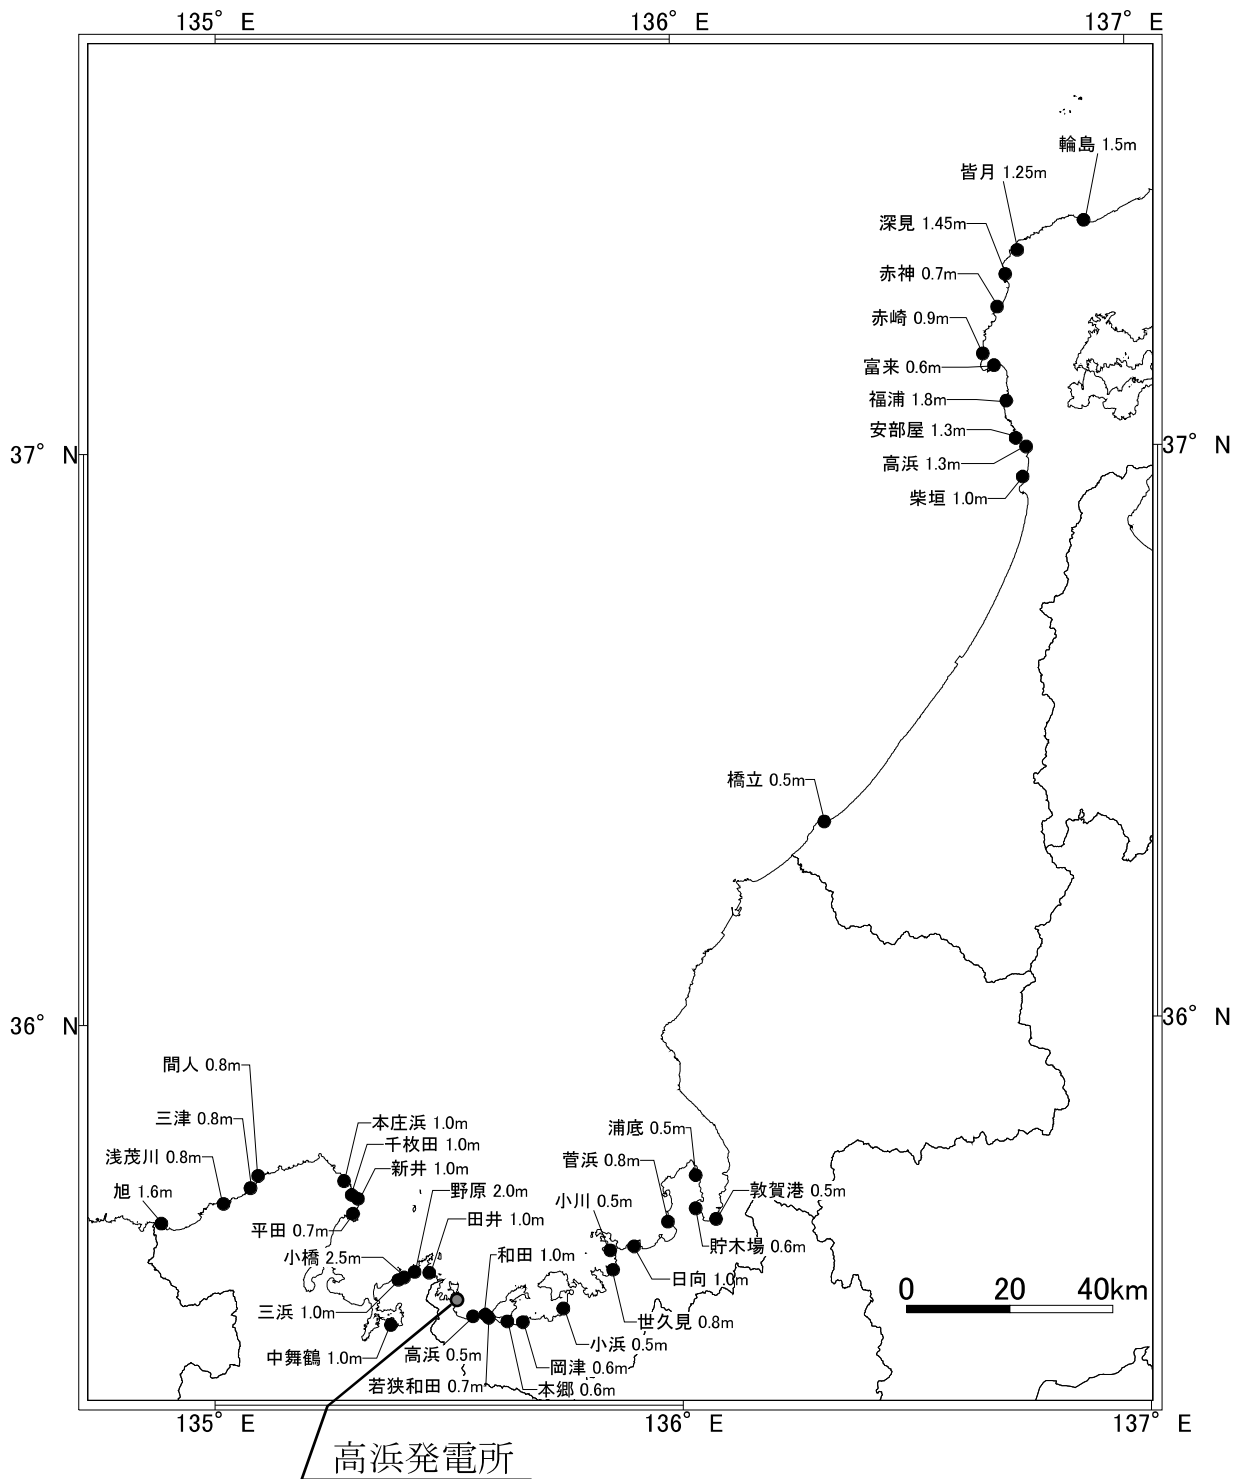 135° E
136° E
137° E
輪島 1.5m
皆月 1.25m
深見 1.45m
赤神 0.7m
赤崎 0.9m
富来 0.6m
福浦 1.8m
安部屋 1.3m
37° N
37° N
高浜 1.3m
柴垣 1.0m
橋立 0.5m
36° N
36° N
間人 0.8m
三津 0.8m
本庄浜 1.0m
浦底 0.5m
千枚田 1.0m
浅茂川 0.8m
菅浜 0.8m
新井 1.0m
旭 1.6m
野原 2.0m
敦賀港 0.5m
小川 0.5m
田井 1.0m
平田 0.7m
貯木場 0.6m
小橋 2.5m
和田 1.0m
日向 1.0m
0 20 40km
三浜 1.0m
世久見 0.8m
小浜 0.5m
中舞鶴 1.0m
高浜 0.5m
岡津 0.6m
若狭和田 0.7m
本郷 0.6m
135° E
136° E
137° E
高浜発電所